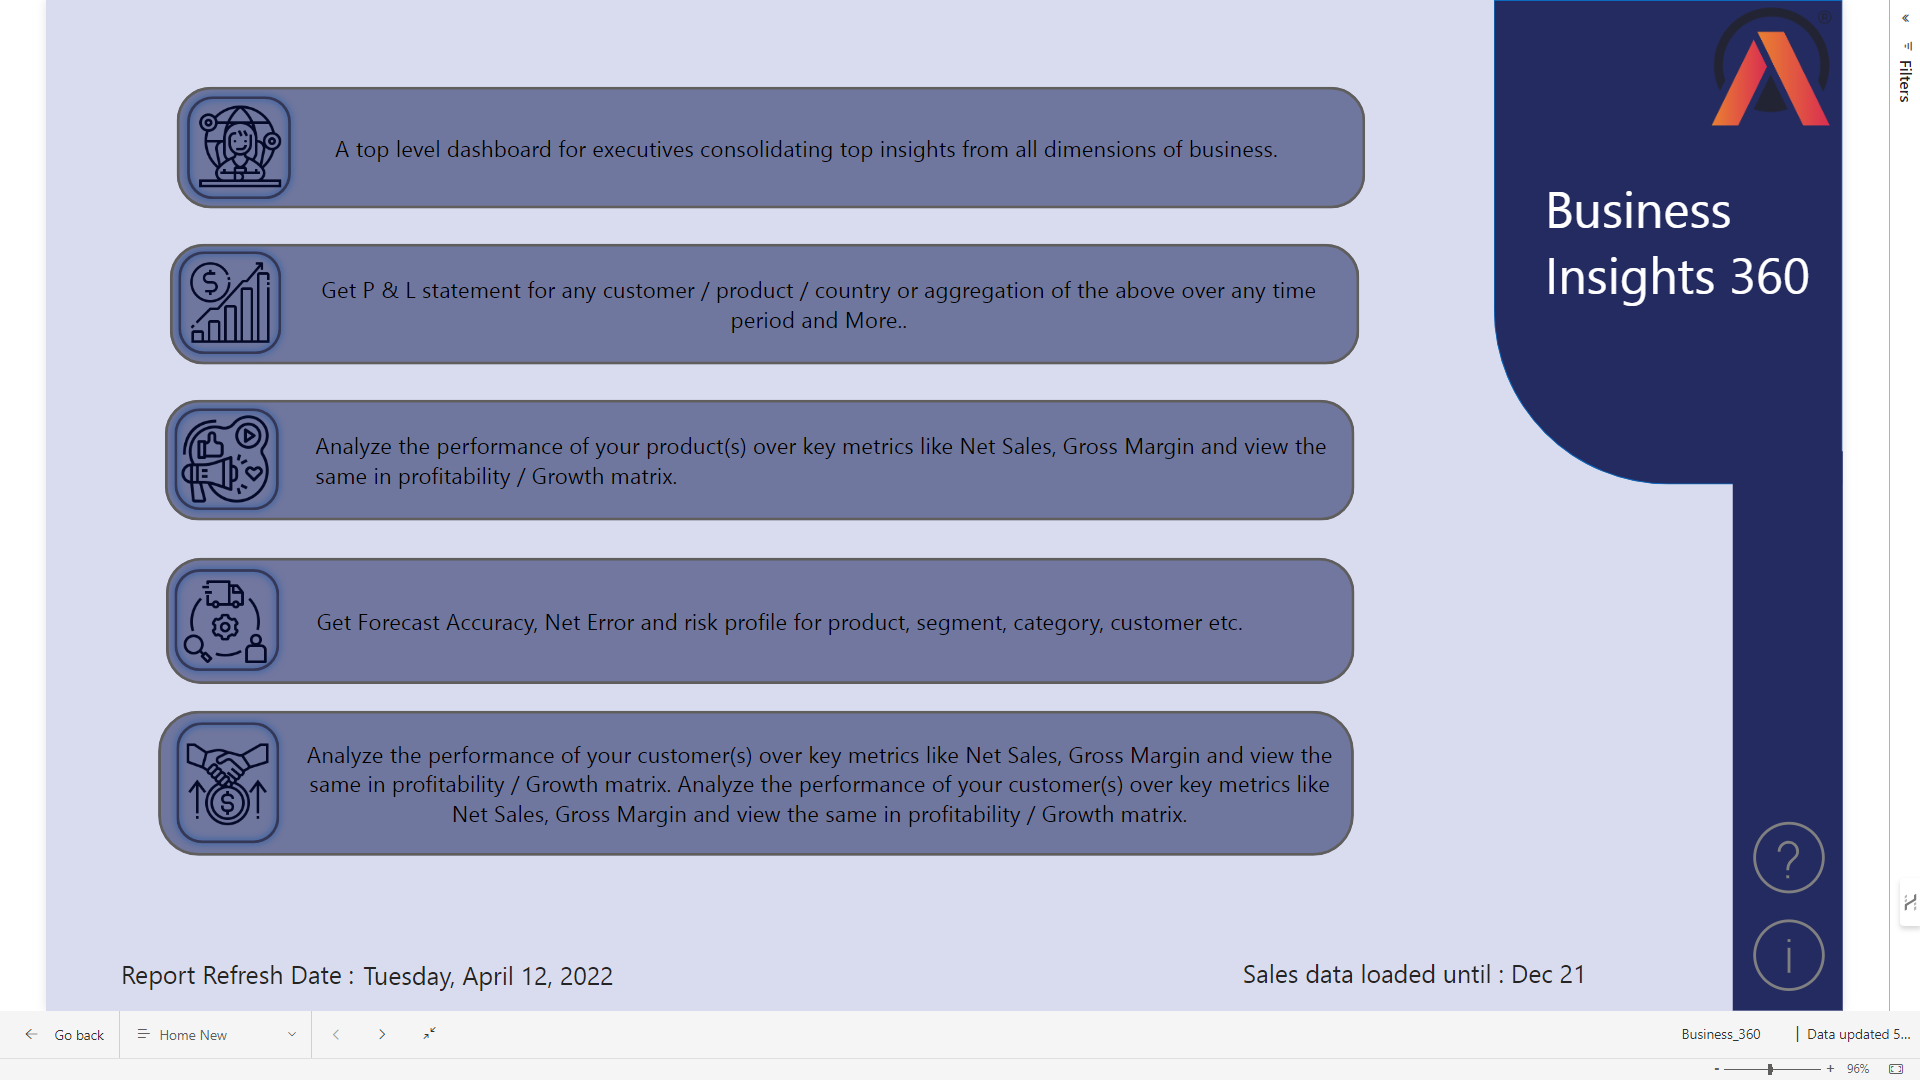 Filters
Business
Insights 360
A top level dashboard for executives consolidating top insights from all dimensions of business.
Get P & L statement for any customer / product / country or aggregation of the above over any time
period and More..
Analyze the performance of your product(s) over key metrics like Net Sales, Gross Margin and view the
same in profitability / Growth matrix.
Get Forecast Accuracy, Net Error and risk profile for product, segment, category, customer etc.
Analyze the performance of your customer(s) over key metrics like Net Sales, Gross Margin and view the
same in profitability / Growth matrix. Analyze the performance of your customer(s) over key metrics like
Net Sales, Gross Margin and view the same in profitability / Growth matrix.
Report Refresh Date : Tuesday, April 12, 2022
Sales data loaded until : Dec 21
Go back
Home New
Business_360 | Data updated 5...
- + 96%